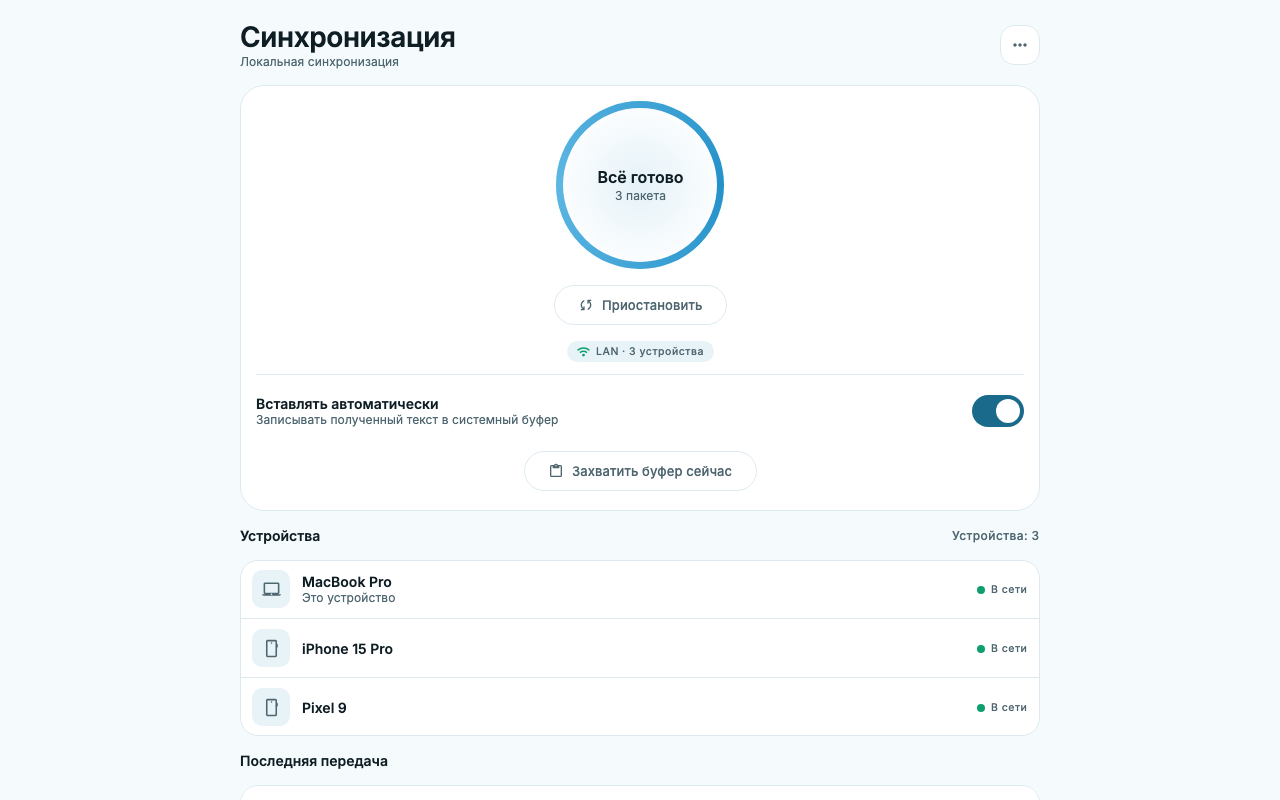 Синхронизация
Локальная синхронизация
Всё готово
3 пакета
Приостановить
LAN · 3 устройства
Вставлять автоматически
Записывать полученный текст в системный буфер
Захватить буфер сейчас
Устройства
Устройства: 3
MacBook Pro
Это устройство
В сети
iPhone 15 Pro
В сети
Pixel 9
В сети
Последняя передача